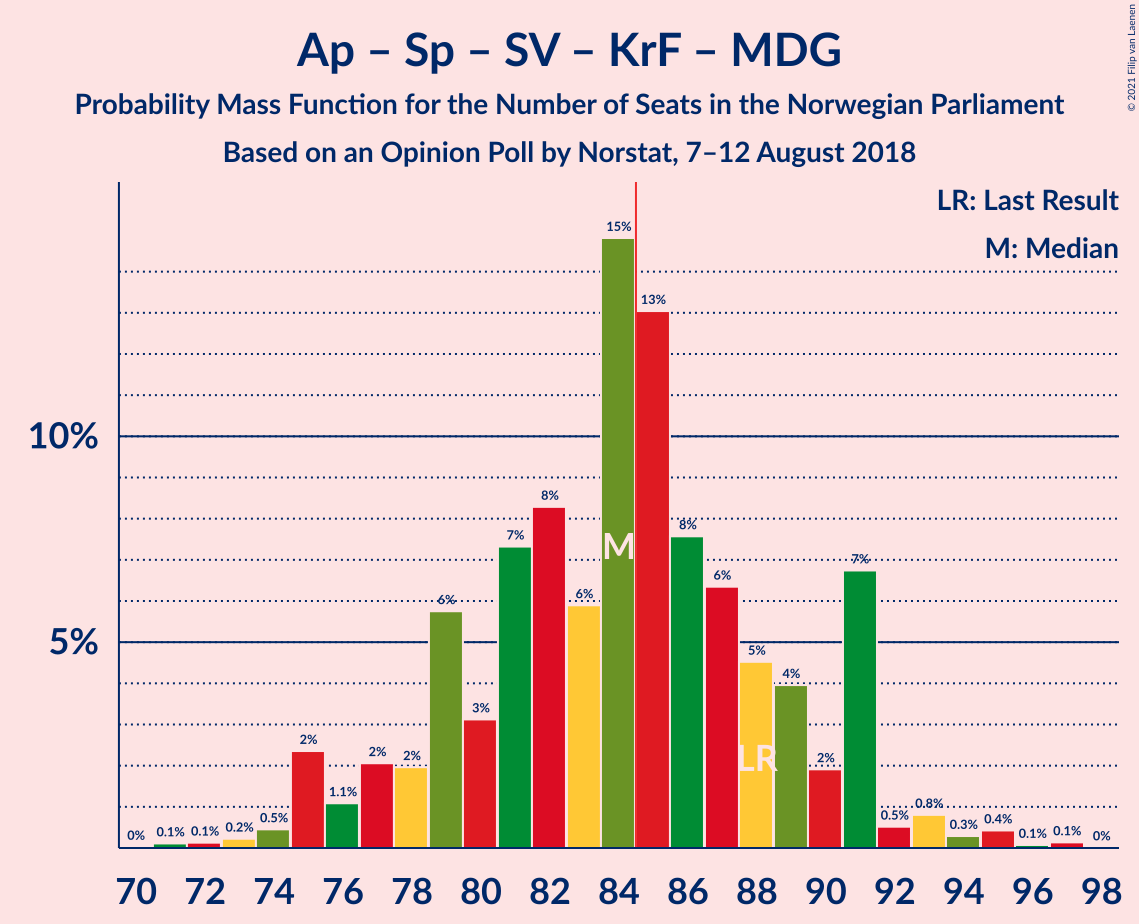 Ap – Sp – SV – KrF – MDG
Probability Mass Function for the Number of Seats in the Norwegian Parliament
Based on an Opinion Poll by Norstat, 7–12 August 2018
© 2021 Filip van Laenen
LR: Last Result
M: Median
10%
5%
0% 0.1% 0.1% 0.2% 0.5% 2% 1.1% 2% 2% 6% 3% 7% 8% 6% 15% 13% 8% 6% 5% 4% 2% 7% 0.5% 0.8% 0.3% 0.4% 0.1% 0.1% 0%
M
LR
70 72 74 76 78 80 82 84 86 88 90 92 94 96 98